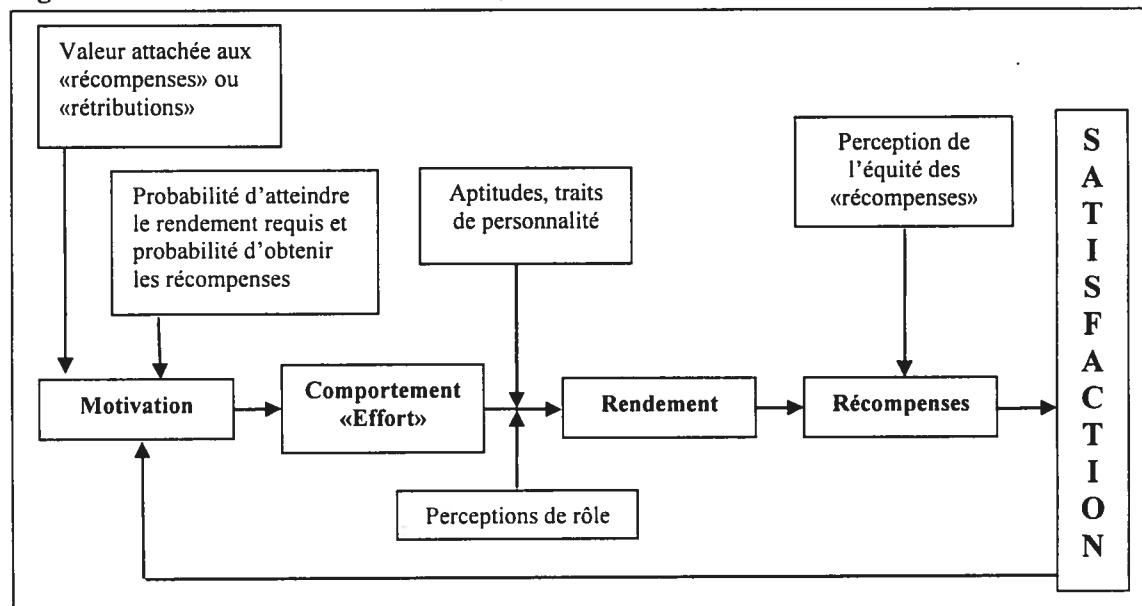 Valeur attachée aux
«récompenses» ou
«rétributions»
Probabilité d'atteindre
le rendement requis et
probabilité d'obtenir
les récompenses
Aptitudes, traits
de personnalité
Perception de
l'équité des
«récompenses»
Motivation
Comportement
«Effort»
Rendement
Récompenses
Perceptions de rôle
S
A
T
I
S
F
A
C
T
I
O
N